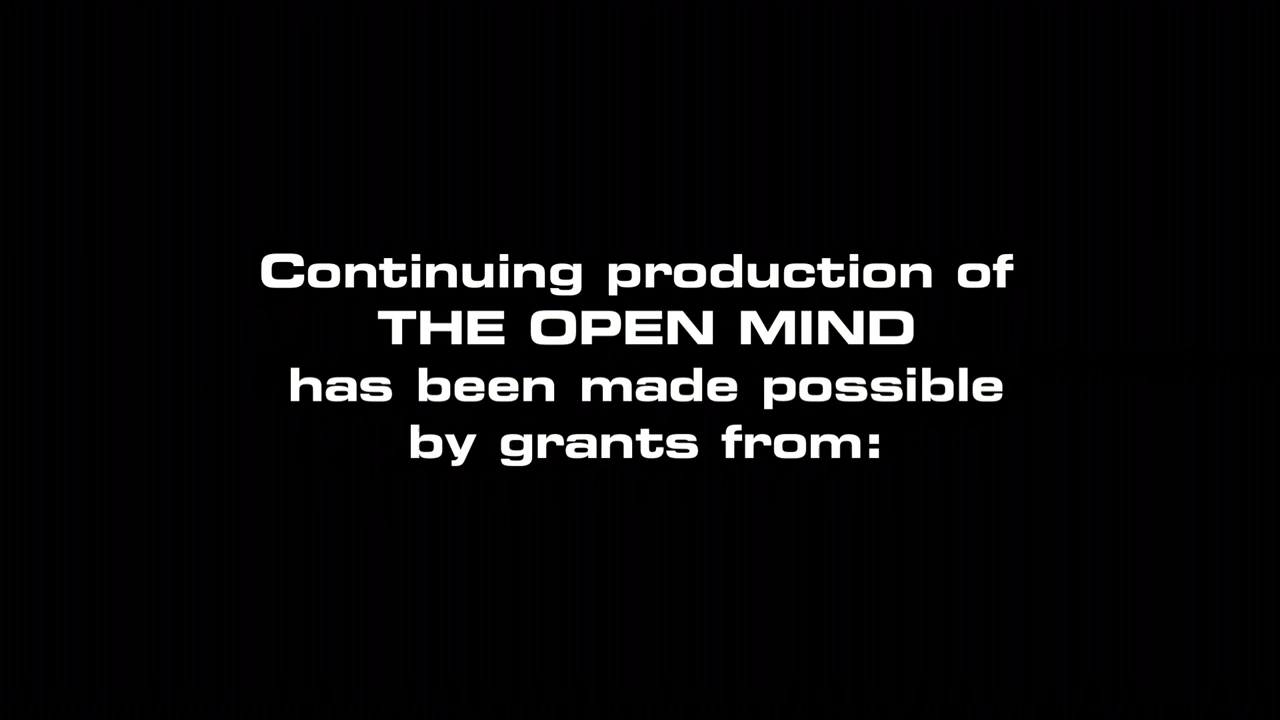 Continuing production of
THE OPEN MIND
has been made possible
by grants from: